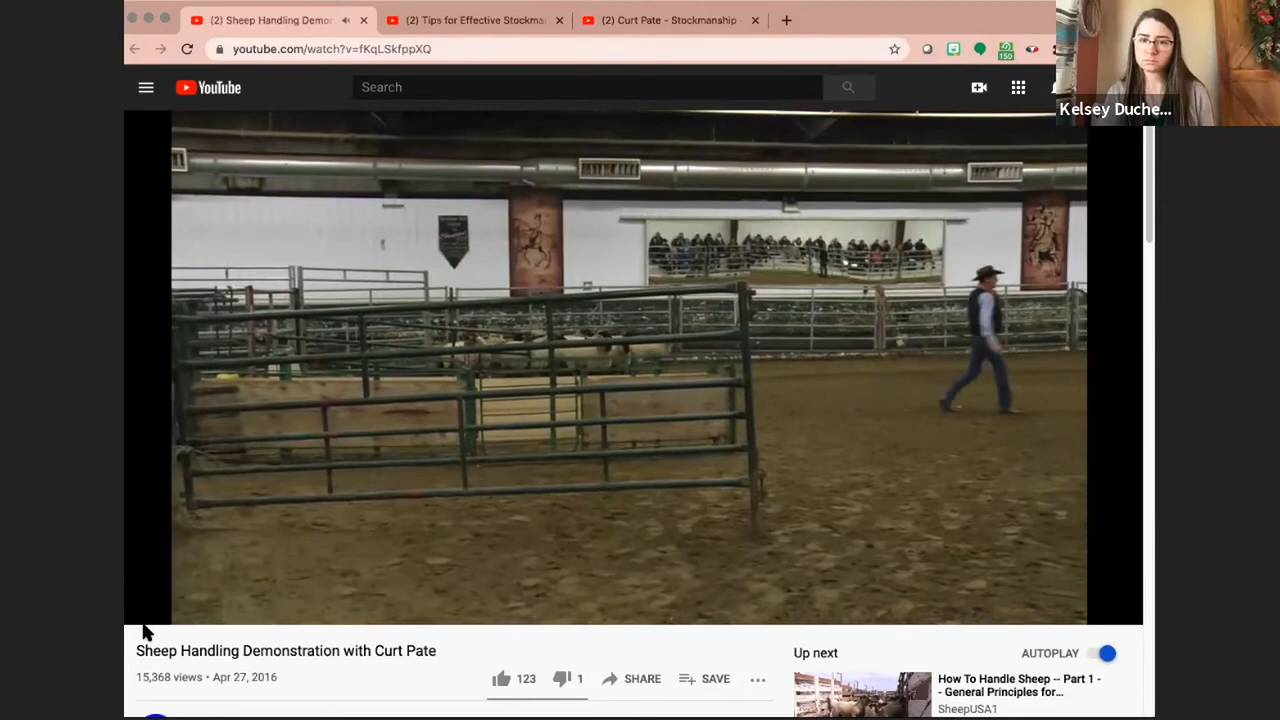 (2) Sheep Handling Demor
(2) Tips for Effective Stockma
(2) Curt Pate - Stockmanship -
youtube.com/watch?v=fKqLSkfppXQ
150
YouTube
Search
Kelsey Duche...
Sheep Handling Demonstration with Curt Pate
15,368 views • Apr 27, 2016
123
1
SHARE
SAVE
Up next
AUTOPLAY
How To Handle Sheep -- Part 1 -
- General Principles for...
SheepUSA1